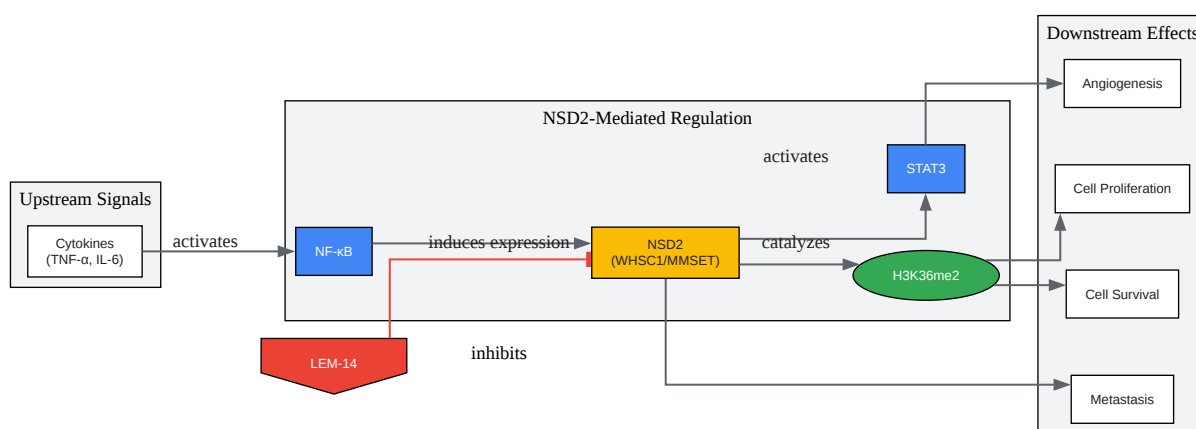 Downstream Effects
Angiogenesis
NSD2-Mediated Regulation
activates
STAT3
Upstream Signals
Cell Proliferation
Cytokines
(TNF-α, IL-6)
activates
NF-κB
induces expression
NSD2
(WHSC1/MMSET)
catalyzes
H3K36me2
Cell Survival
LEM-14
inhibits
Metastasis